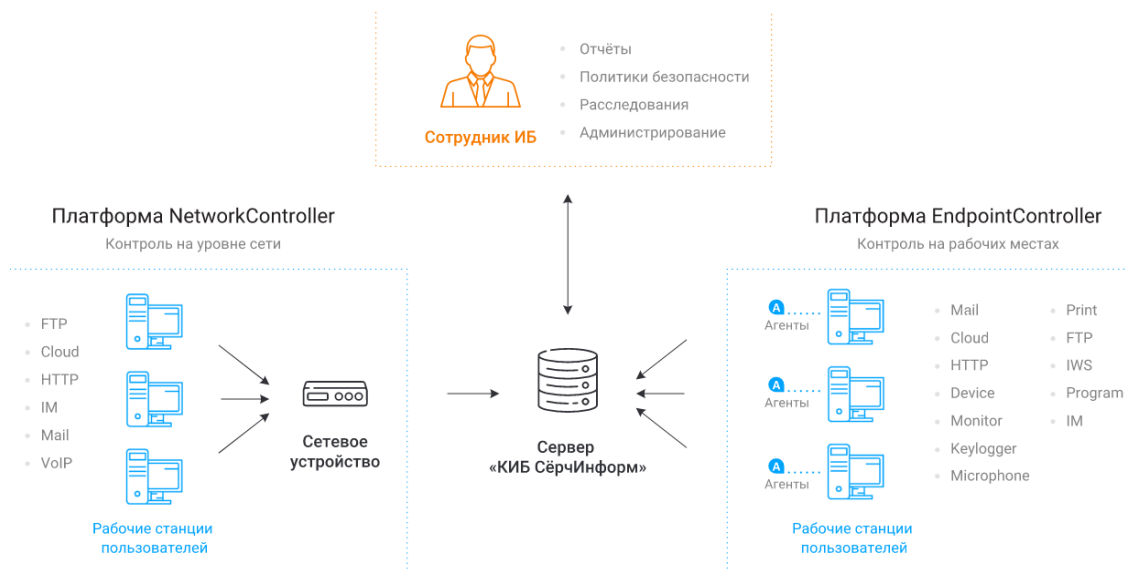 Отчёты
Политики безопасности
Расследования
Администрирование
Сотрудник ИБ
Платформа NetworkController
Контроль на уровне сети
FTP
Cloud
HTTP
IM
Mail
VoIP
Рабочие станции
пользователей
Сетевое
устройство
Сервер
«КИБ СёрчИнформ»
Платформа EndpointController
Контроль на рабочих местах
А
Агенты
А
Агенты
А
Агенты
Рабочие станции
пользователей
Mail
Cloud
HTTP
Device
Monitor
Keylogger
Microphone
Print
FTP
IWS
Program
IM